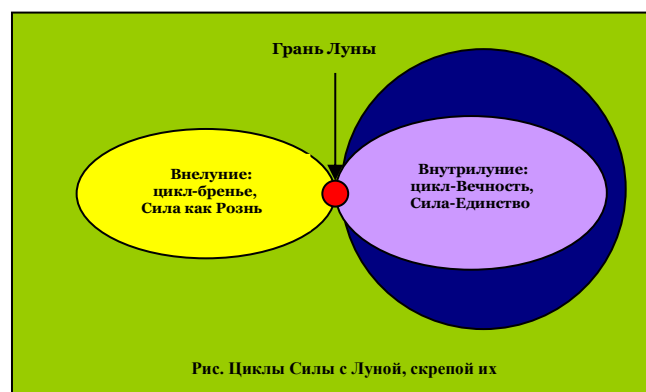 Грань Луны
Внелуние:
цикл-бренье,
Сила как Рознь
Внутрилуние:
цикл-Вечность,
Сила-Единство
Рис. Циклы Силы с Луной, скрепой их